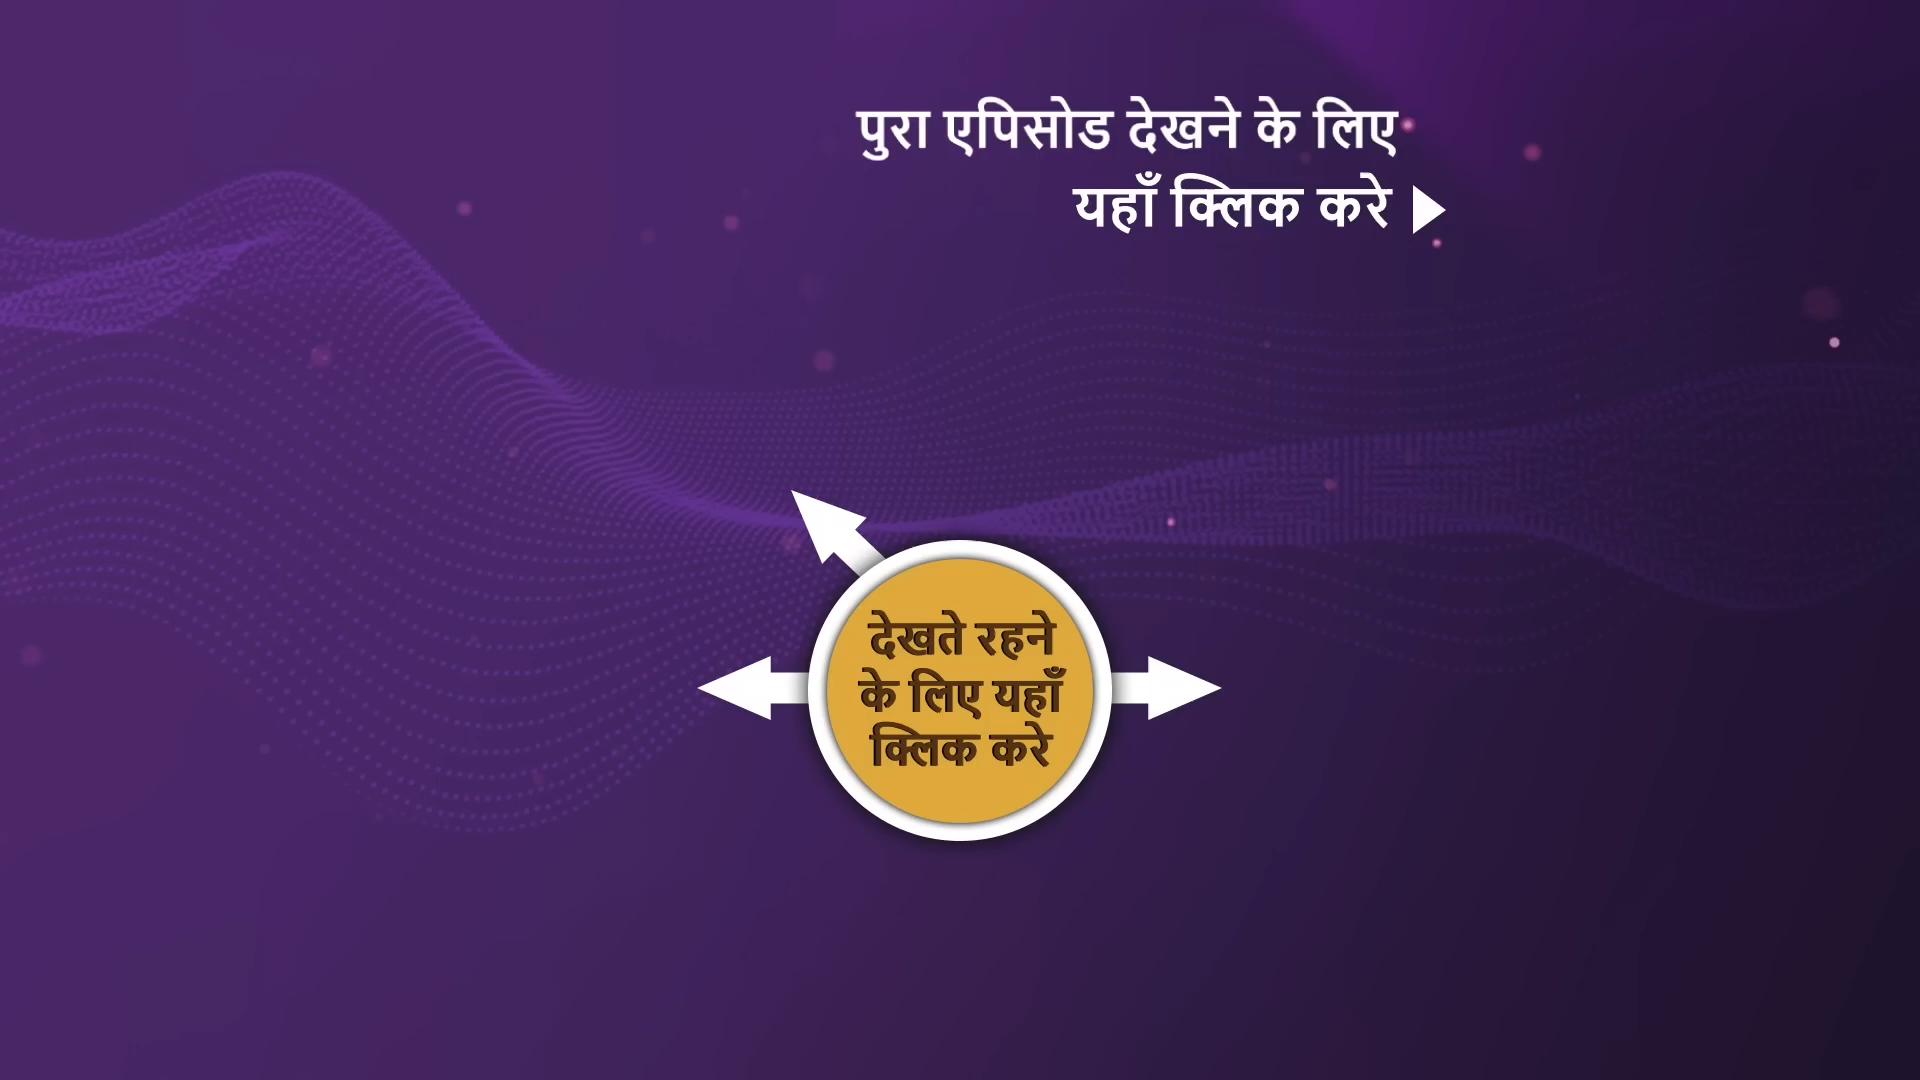 पुरा एपिसोड देखने के लिए
यहाँ क्लिक करे
देखते रहने
के लिए यहाँ
क्लिक करे